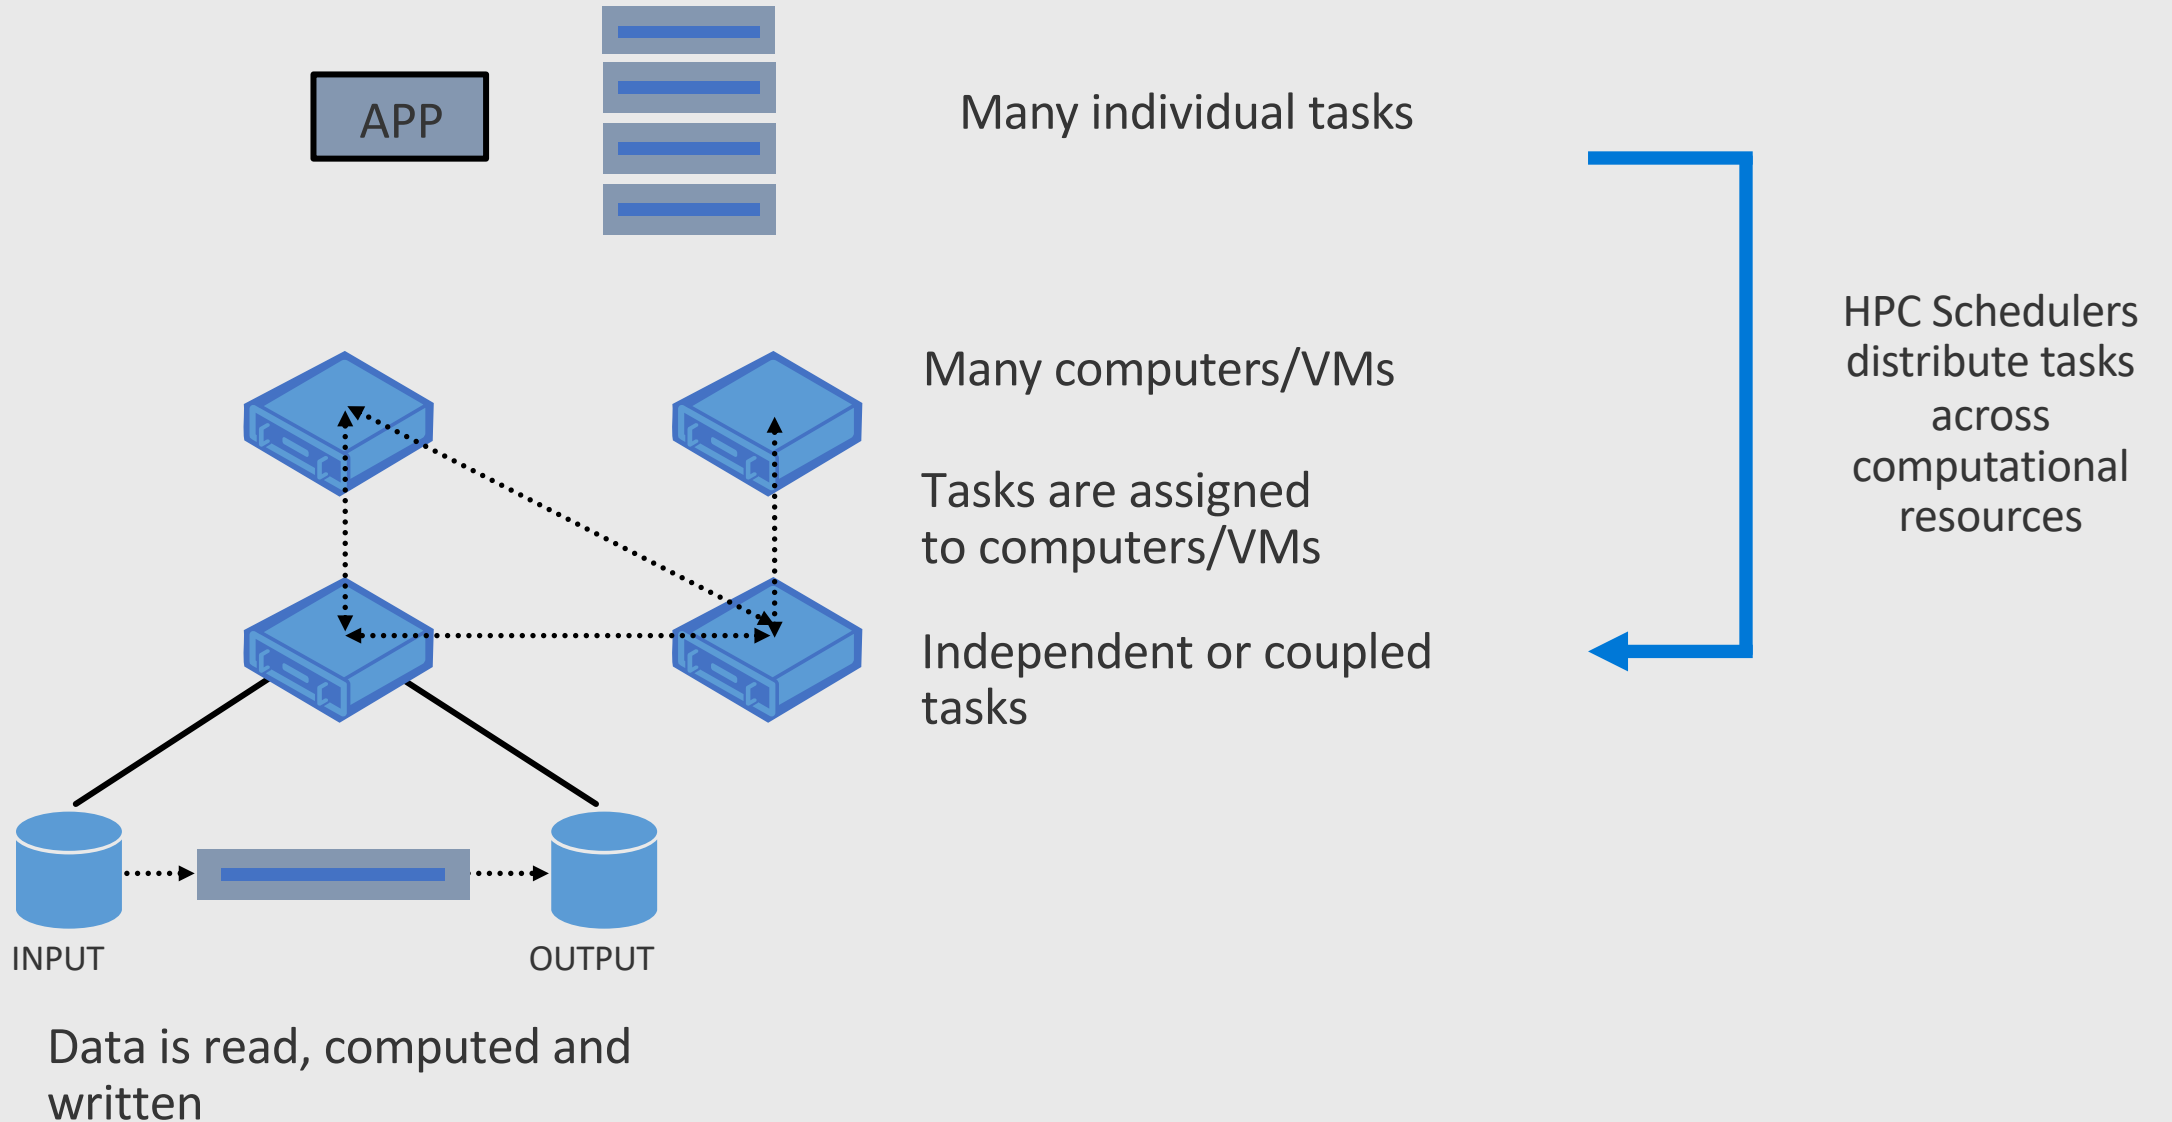 APP
Many individual tasks
HPC Schedulers
distribute tasks
across
computational
resources
Many computers/VMs
Tasks are assigned
to computers/VMs
Independent or coupled
tasks
INPUT
OUTPUT
Data is read, computed and
written